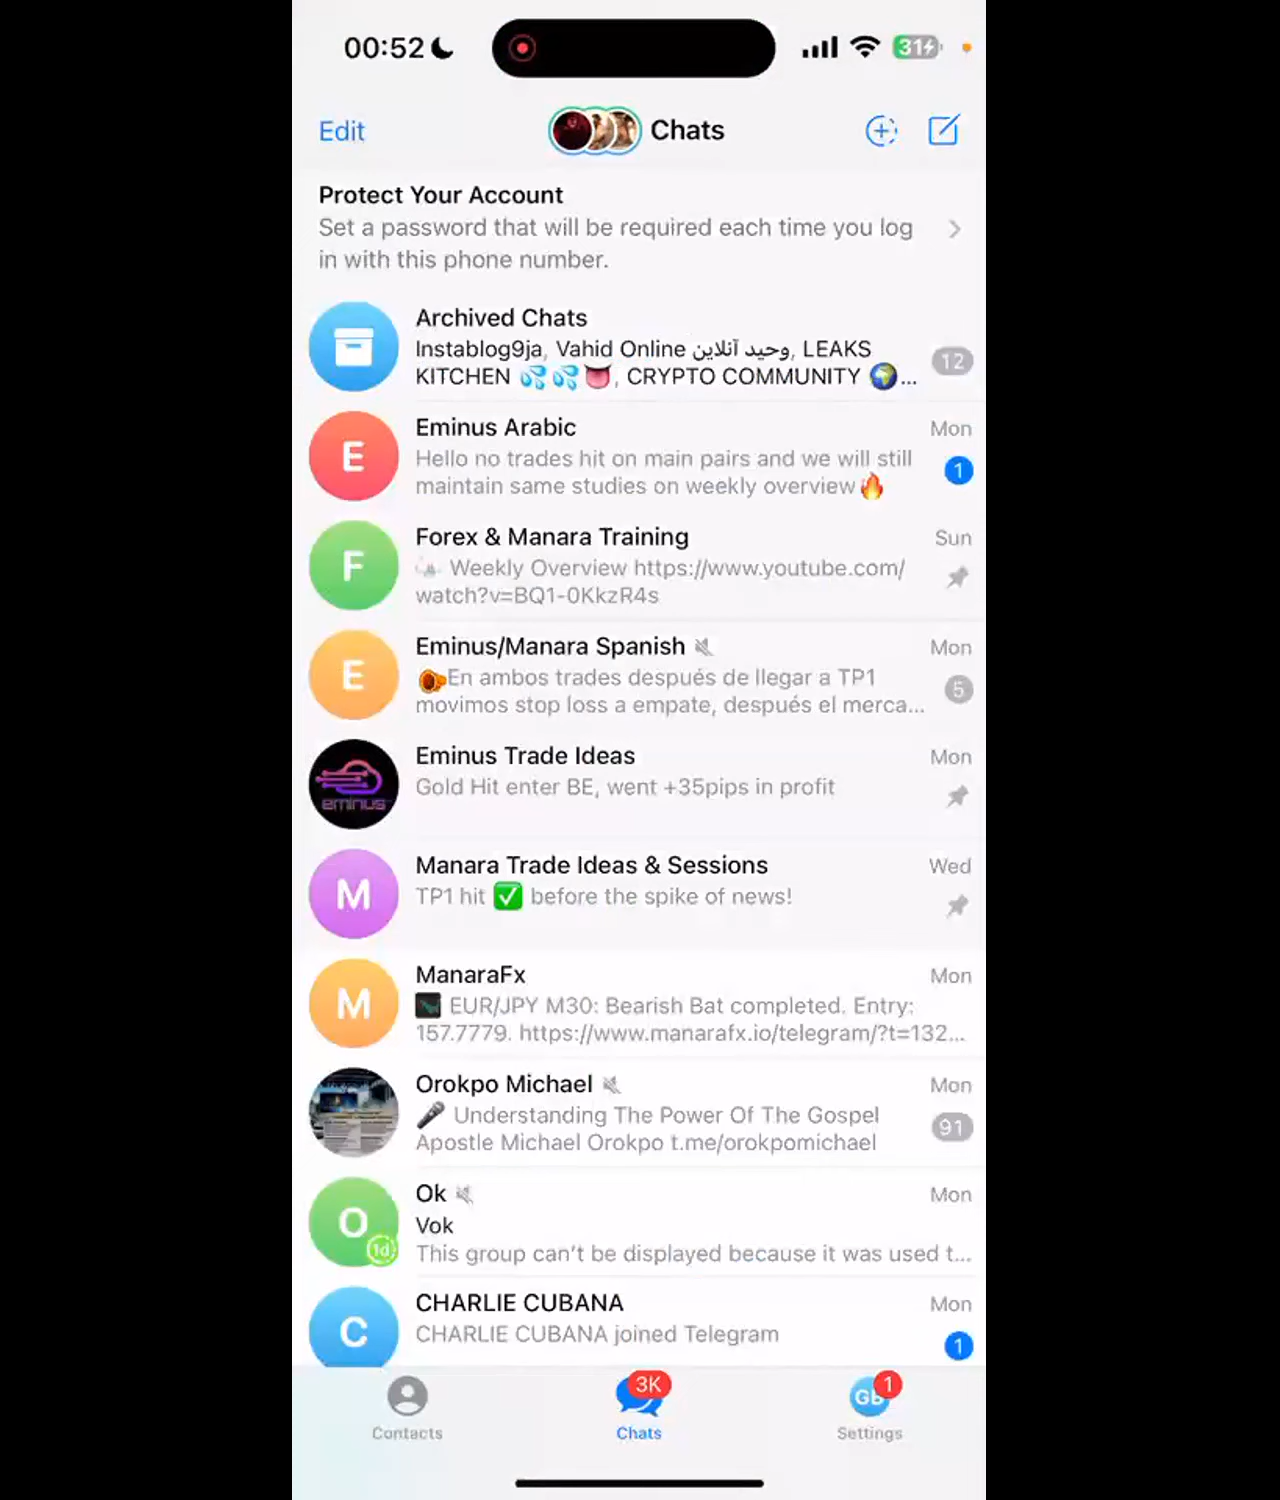 00:52
31
Edit
Chats
Protect Your Account
Set a password that will be required each time you log
in with this phone number.
Archived Chats
Instablog9ja, Vahid Online وحید آنلاین, LEAKS
KITCHEN 💦💦👅, CRYPTO COMMUNITY 🌍...
12
E
Eminus Arabic
Mon
Hello no trades hit on main pairs and we will still
maintain same studies on weekly overview🔥
1
F
Forex & Manara Training
Sun
Weekly Overview https://www.youtube.com/
watch?v=BQ1-0KkzR4s
E
Eminus/Manara Spanish
Mon
En ambos trades después de llegar a TP1
movimos stop loss a empate, después el merca...
5
eminus
Eminus Trade Ideas
Mon
Gold Hit enter BE, went +35pips in profit
M
Manara Trade Ideas & Sessions
Wed
TP1 hit ✅ before the spike of news!
M
ManaraFx
Mon
EUR/JPY M30: Bearish Bat completed. Entry:
157.7779. https://www.manarafx.io/telegram/?t=132...
Orokpo Michael
Mon
🎤 Understanding The Power Of The Gospel
Apostle Michael Orokpo t.me/orokpomichael
91
O
1d
Ok
Mon
Vok
This group can't be displayed because it was used t...
C
CHARLIE CUBANA
Mon
CHARLIE CUBANA joined Telegram
1
3K
GB
1
Contacts
Chats
Settings